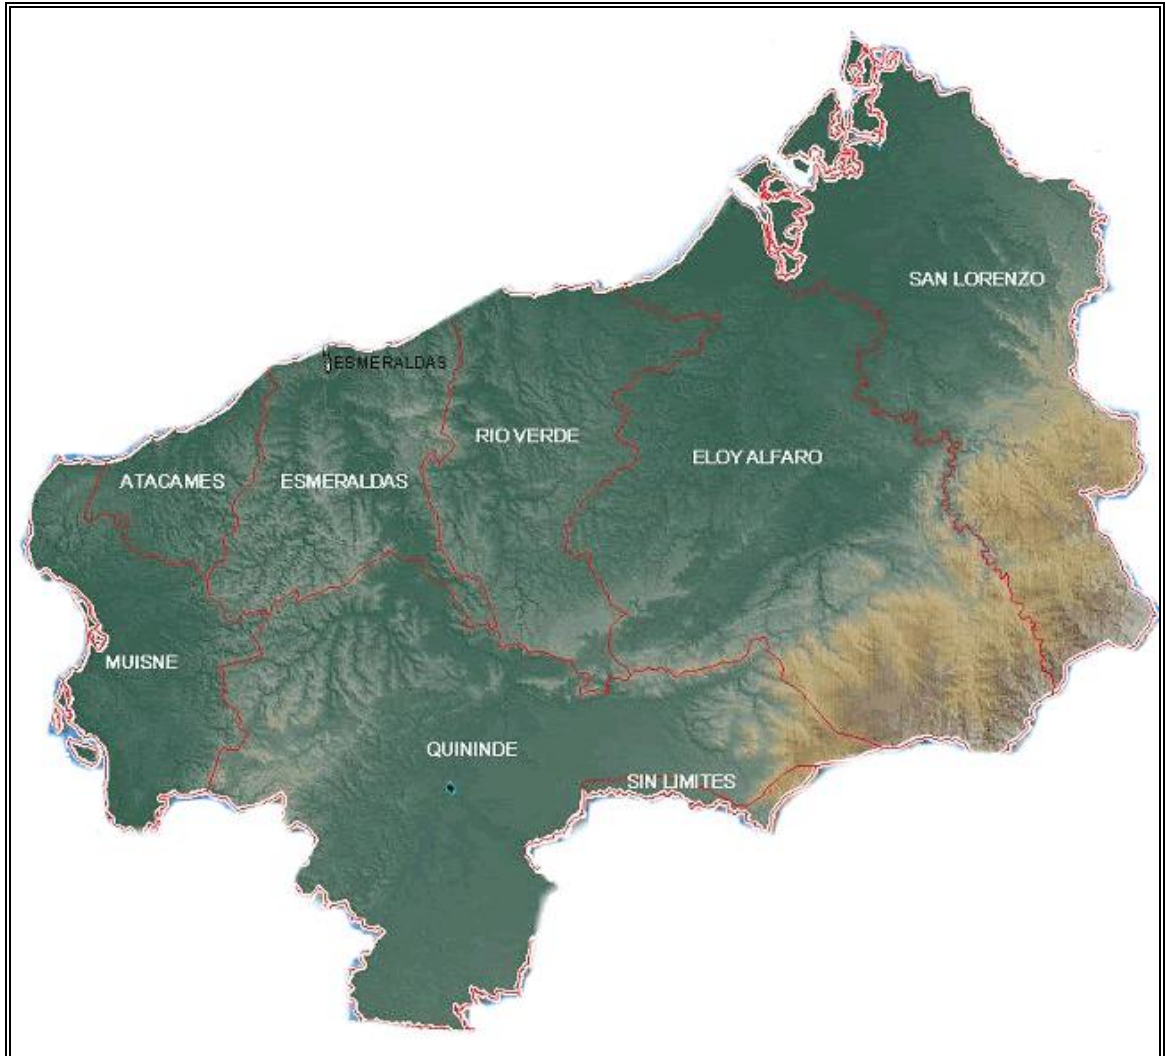 SAN LORENZO
ESMERALDAS
RIO VERDE
ELOY ALFARO
ATACAMES
ESMERALDAS
MUISNE
QUININDE
SIN LIMITES